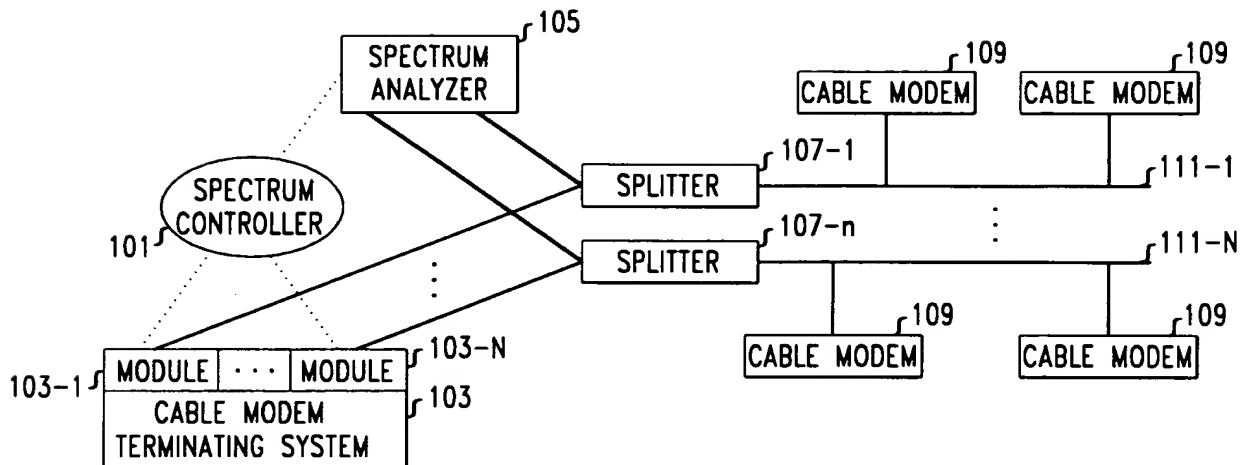 105
SPECTRUM
ANALYZER
109
CABLE MODEM
109
CABLE MODEM
107-1
SPLITTER
111-1
SPECTRUM
CONTROLLER
101
107-n
SPLITTER
111-N
109
CABLE MODEM
109
CABLE MODEM
103-1
MODULE
...
MODULE
103-N
103
CABLE MODEM
TERMINATING SYSTEM